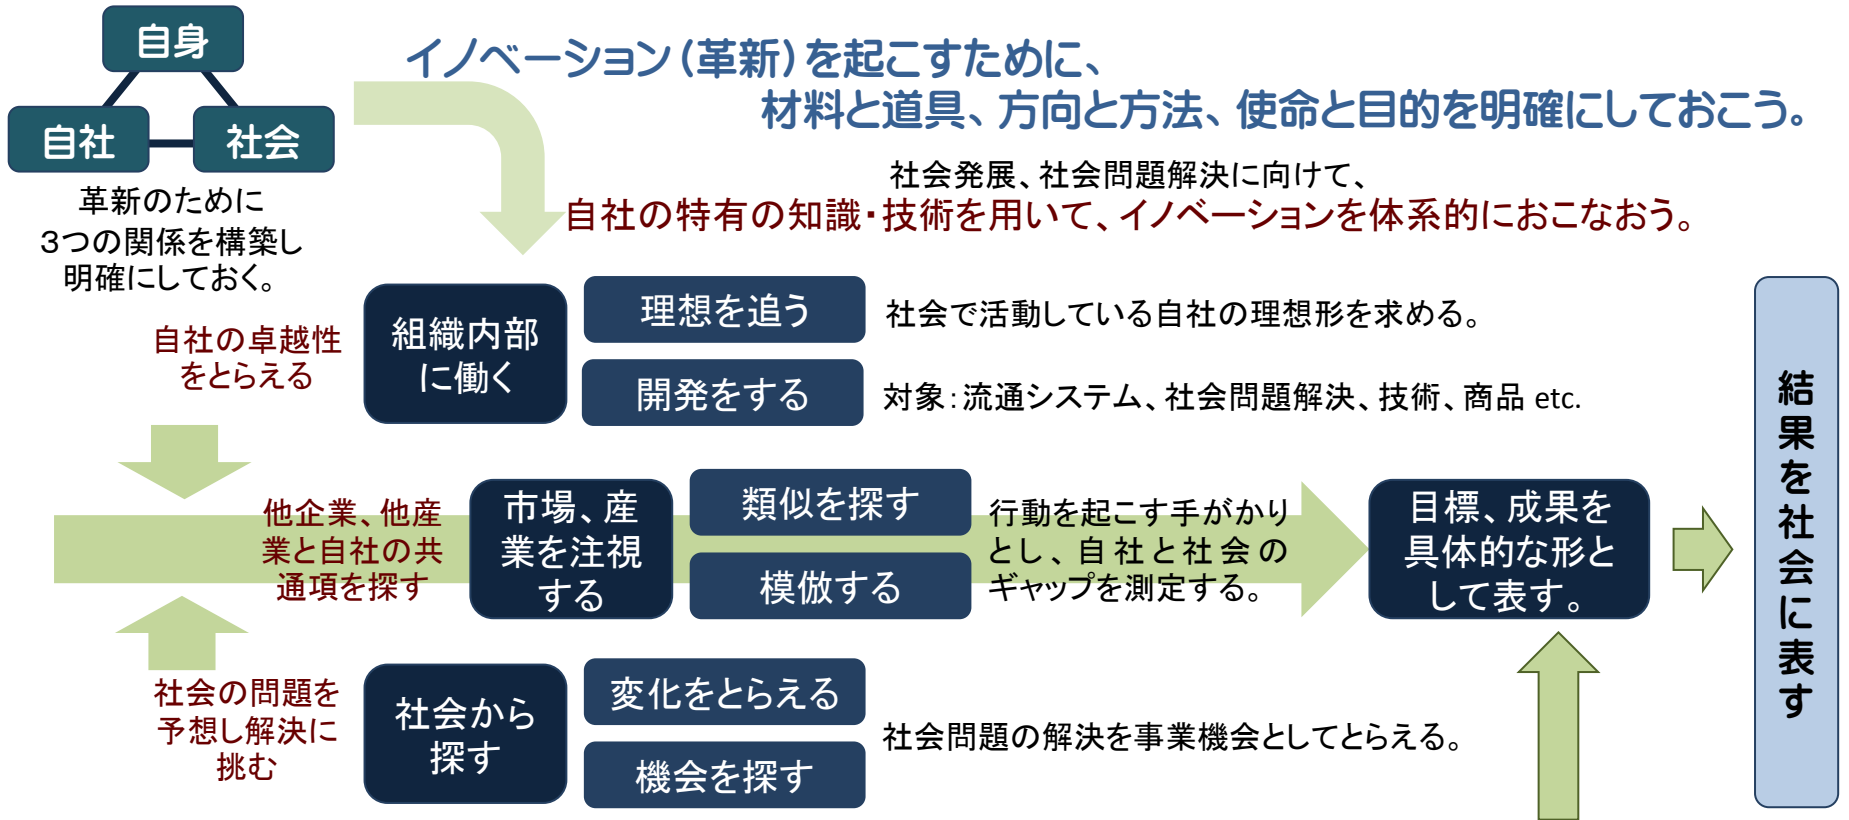 自身
自社
社会
革新のために
3つの関係を構築し
明確にしておく。
イノベーション(革新)を起こすために、
材料と道具、方向と方法、使命と目的を明確にしておこう。
社会発展、社会問題解決に向けて、
自社の特有の知識・技術を用いて、イノベーションを体系的におこなおう。
自社の卓越性
をとらえる
組織内部
に働く
理想を追う
社会で活動している自社の理想形を求める。
開発をする
対象:流通システム、社会問題解決、技術、商品 etc.
他企業、他産
業と自社の共
通項を探す
市場、産
業を注視
する
類似を探す
模倣する
行動を起こす手がかり
とし、自社と社会の
ギャップを測定する。
目標、成果を
具体的な形と
して表す。
社会の問題を
予想し解決に
挑む
社会から
探す
変化をとらえる
機会を探す
社会問題の解決を事業機会としてとらえる。
結果を社会に表す